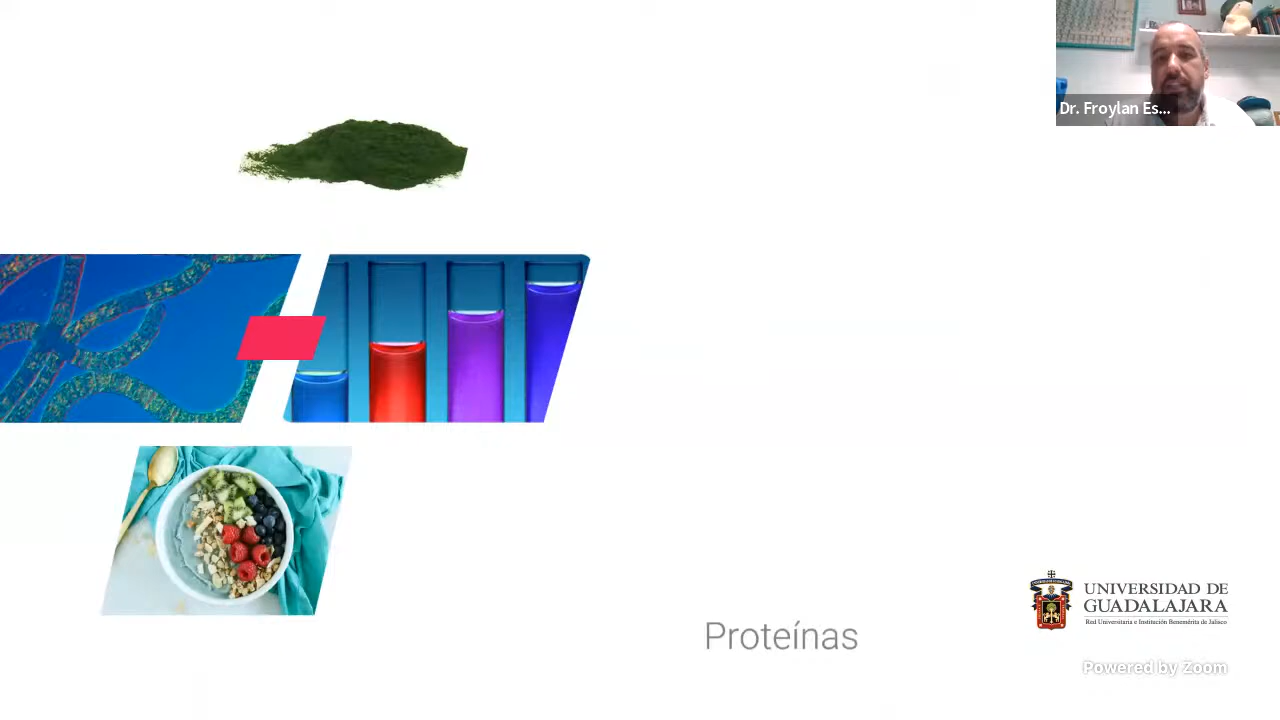 Dr. Froylan Es...
UNIVERSIDAD DE
GUADALAJARA
Red Universitaria e Institución Benemérita de Jalisco
Proteínas
Powered by Zoom